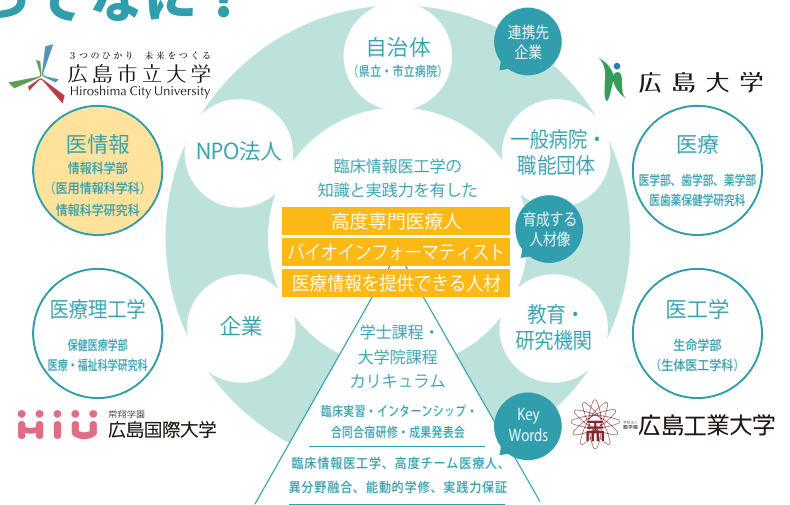 ってなに？
3つのひかり 未来をつくる
広島市立大学
Hiroshima City University
医情報
情報科学部
（医用情報科学科）
情報科学研究科
医療理工学
保健医療学部
医療・福祉科学研究科
常翔学園
広島国際大学
自治体
（県立・市立病院）
連携先
企業
NPO法人
一般病院・
職能団体
臨床情報医工学の
知識と実践力を有した
高度専門医療人
バイオインフォーマティスト
医療情報を提供できる人材
育成する
人材像
企業
教育・
研究機関
学士課程・
大学院課程
カリキュラム
臨床実習・インターンシップ・
合同合宿研修・成果発表会
Key
Words
臨床情報医工学、高度チーム医療人、
異分野融合、能動的学修、実践力保証
広島大学
医療
医学部、歯学部、薬学部
医歯薬保健学研究科
医工学
生命学部
（生体医工学科）
広島工業大学